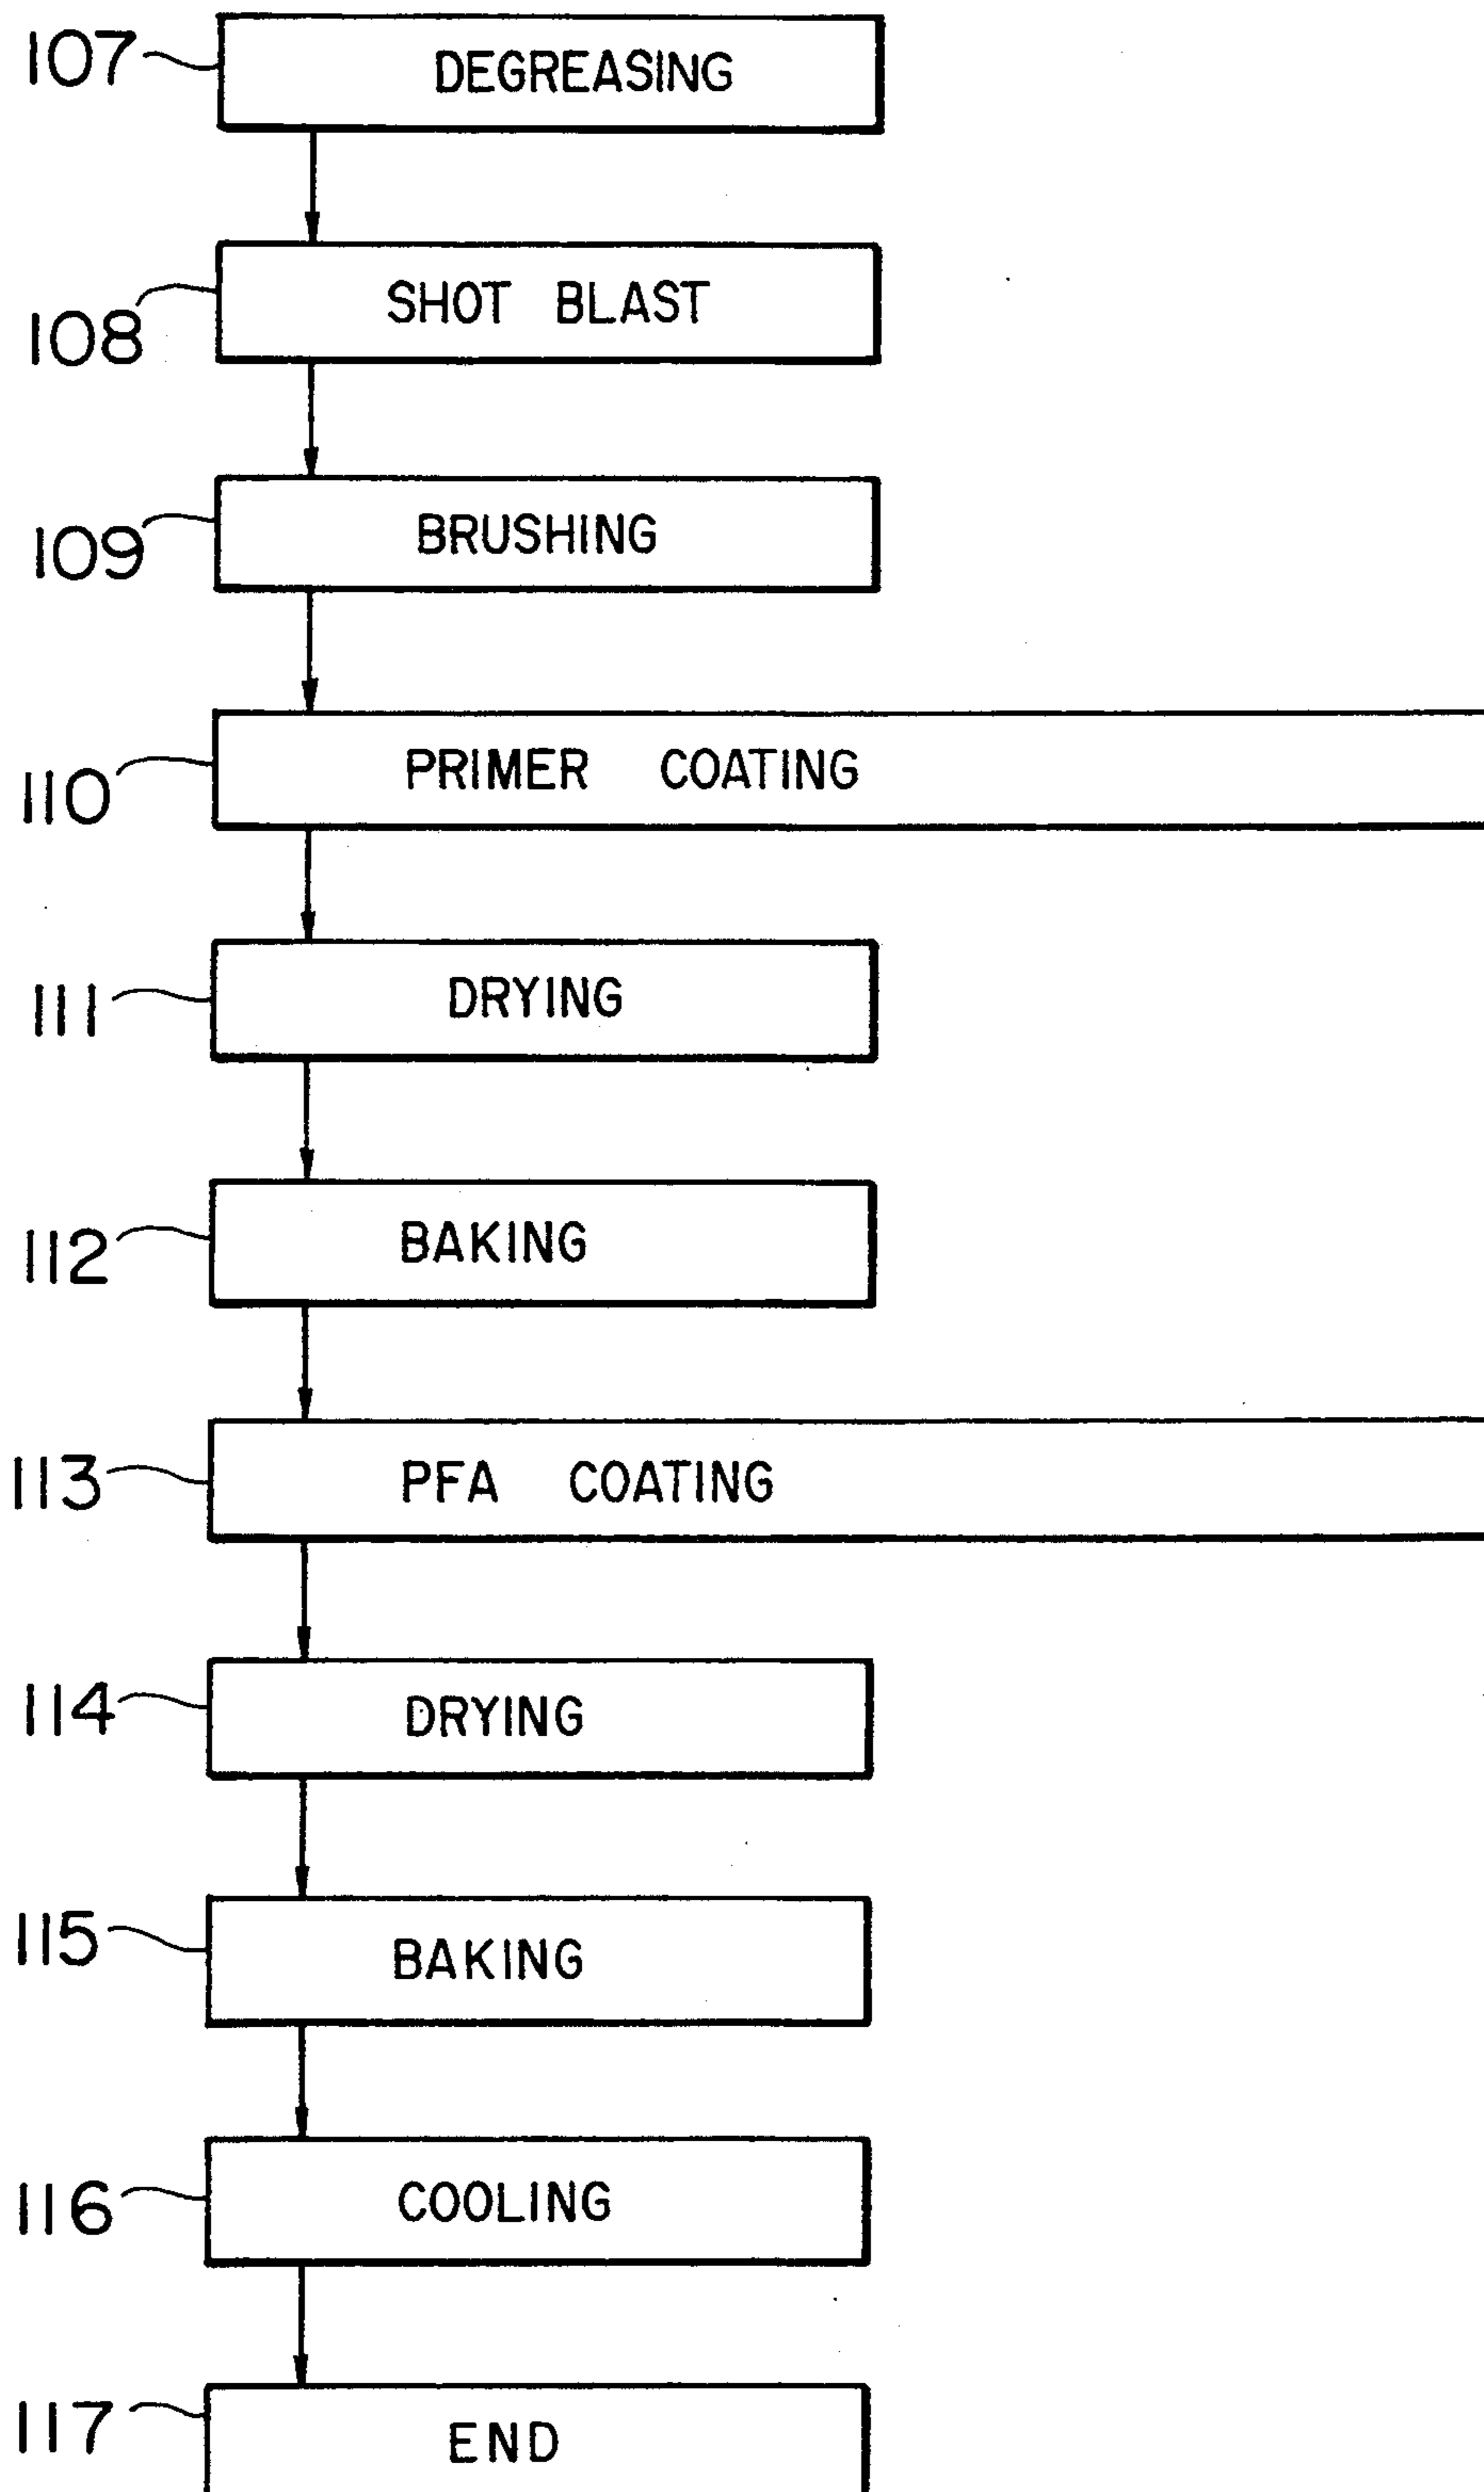 107 DEGREASING
108 SHOT BLAST
109 BRUSHING
110 PRIMER COATING
111 DRYING
112 BAKING
113 PFA COATING
114 DRYING
115 BAKING
116 COOLING
117 END